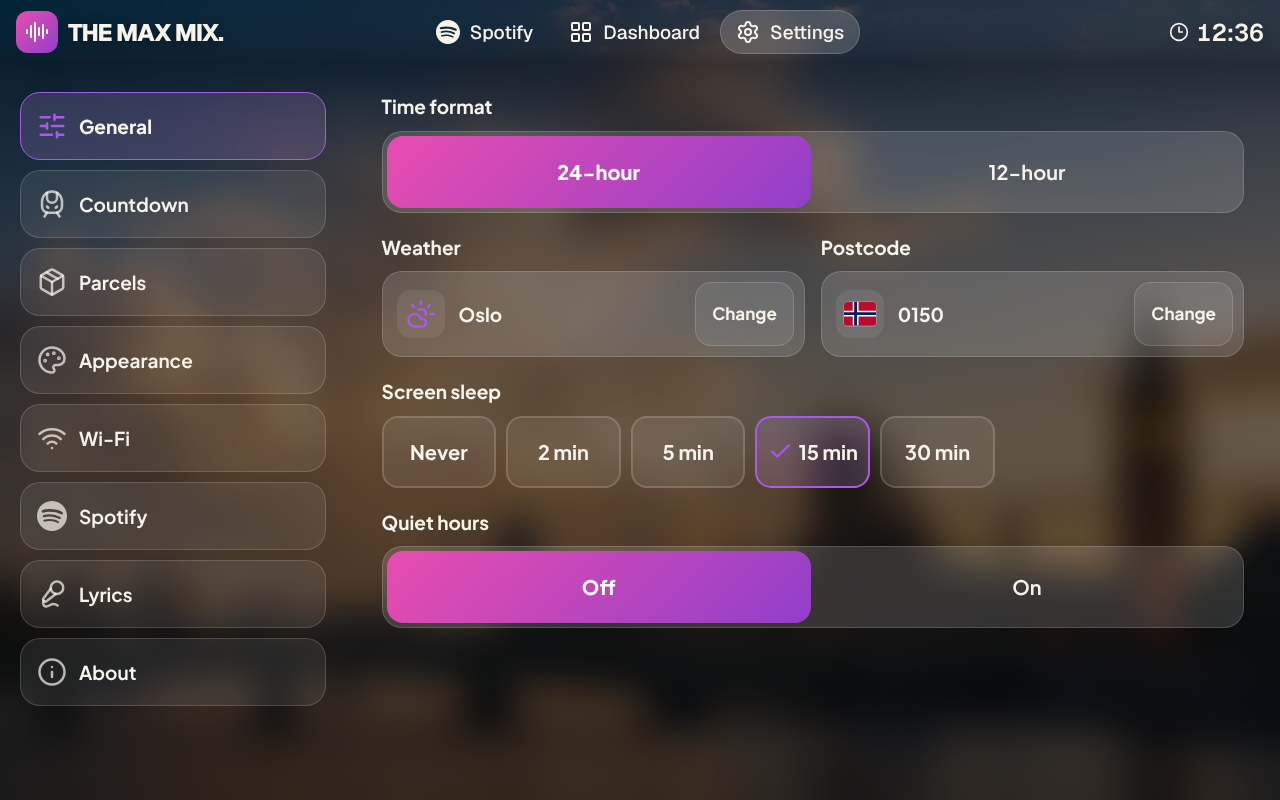 THE MAX MIX.
Spotify
Dashboard
Settings
12:36
General
Countdown
Parcels
Appearance
Wi-Fi
Spotify
Lyrics
About
Time format
24-hour
12-hour
Weather
Postcode
Oslo
Change
0150
Change
Screen sleep
Never
2 min
5 min
15 min
30 min
Quiet hours
Off
On